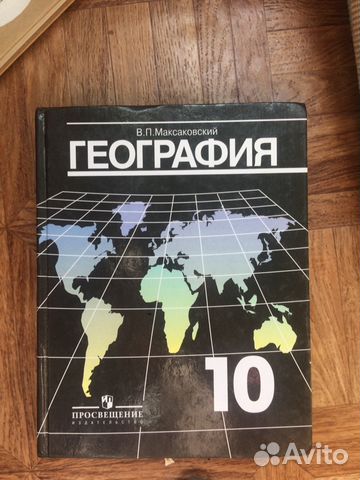 В.П.Максаковский
ГЕОГРАФИЯ
10
ПРОСВЕЩЕНИЕ
ИЗДАТЕЛЬСТВО
Avito